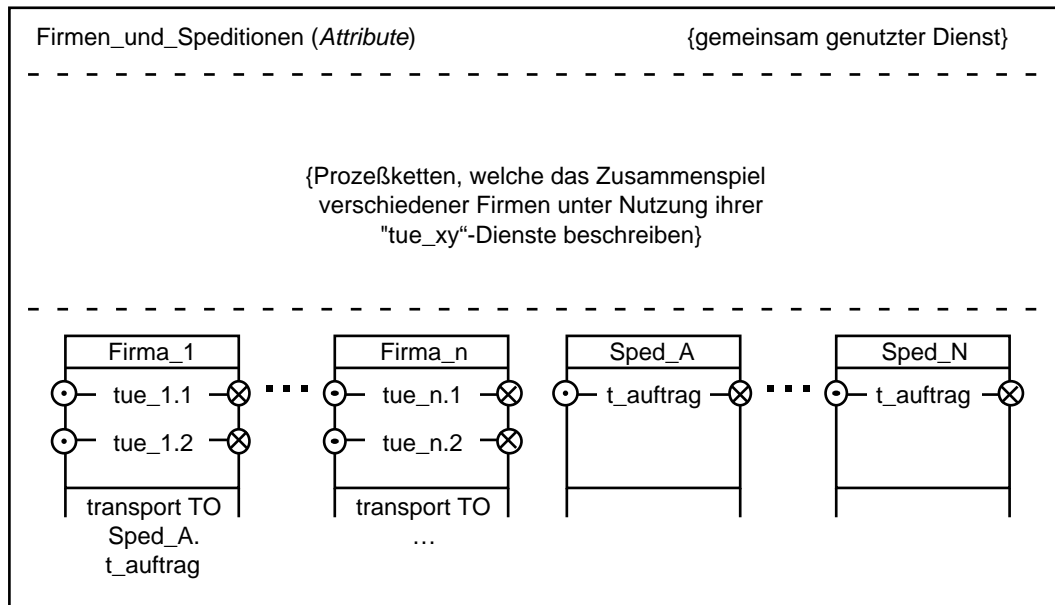 Firmen_und_Speditionen (Attribute) {gemeinsam genutzter Dienst}
{Prozeßketten, welche das Zusammenspiel
verschiedener Firmen unter Nutzung ihrer
"tue_xy“-Dienste beschreiben}
Firma_1 Firma_n Sped_A Sped_N
tue_1.1 tue_n.1 t_auftrag t_auftrag
tue_1.2 tue_n.2
transport TO transport TO
Sped_A. …
t_auftrag